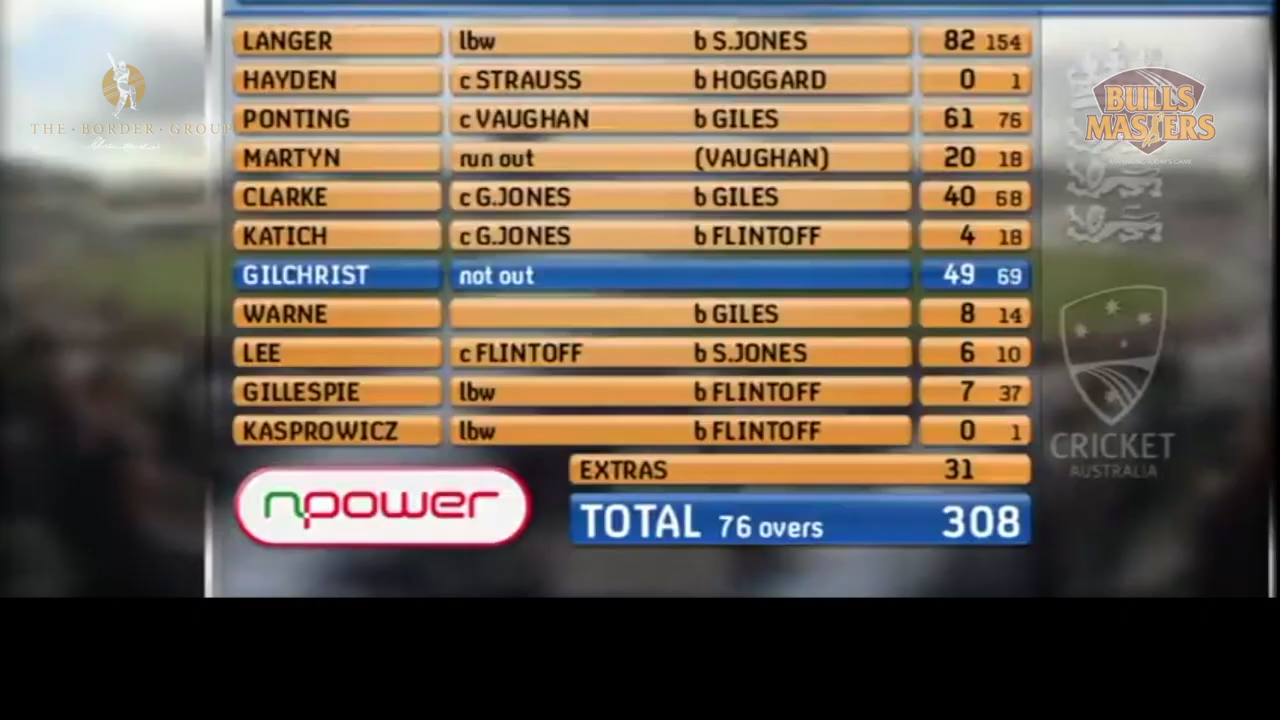 LANGER lbw b S.JONES 82 154
HAYDEN c STRAUSS b HOGGARD 0 1
THE · BORDER · GROUP
PONTING c VAUGHAN b GILES 61 76
BULLS
MASTERS
MARTYN run out (VAUGHAN) 20 18
CLARKE c G.JONES b GILES 40 68
KATICH c G.JONES b FLINTOFF 4 18
GILCHRIST not out 49 69
WARNE b GILES 8 14
LEE c FLINTOFF b S.JONES 6 10
GILLESPIE lbw b FLINTOFF 7 37
KASPROWICZ lbw b FLINTOFF 0 1
CRICKET
AUSTRALIA
EXTRAS 31
npower
TOTAL 76 overs 308